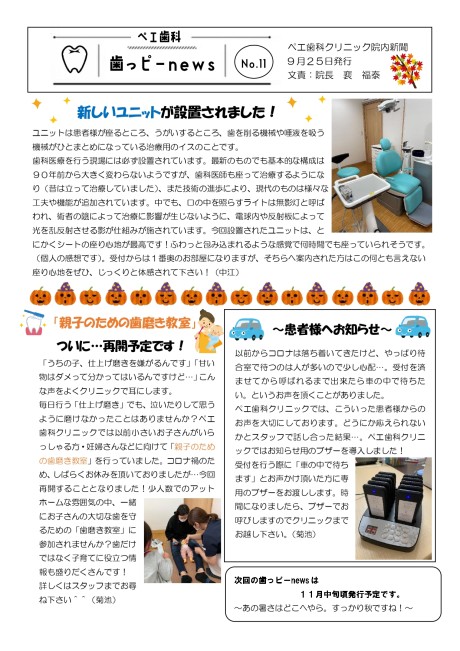 ベエ歯科
歯っピーnews
No.11
ベエ歯科クリニック院内新聞
9月25日発行
文責：院長 裵 福泰
新しいユニットが設置されました！
ユニットは患者様が座るところ、うがいするところ、歯を削る機械や唾液を吸う
機械がひとまとめになっている治療用のイスのことです。
歯科医療を行う現場には必ず設置されています。最新のものでも基本的な構成は
９０年前から大きく変わらないようですが、歯科医師も座って治療するようにな
り（昔は立って治療していました）、また技術の進歩により、現代のものは様々な
工夫や機能が追加されています。中でも、口の中を照らすライトは無影灯と呼ば
れ、術者の頭によって治療に影響が生じないように、電球内や反射板によって
光を乱反射させる影が仕組みが施されています。今回設置されたユニットは、と
にかくシートの座り心地が最高です！ふわっと包み込まれるような感覚で何時間でも座っていられそうです。
（個人の感想です）。受付からは１番奥のお部屋になりますが、そちらへ案内された方はこの何とも言えない
座り心地をぜひ、じっくりと体感されて下さい！（中江）
「親子のための歯磨き教室」
ついに…再開予定です！
「うちの子、仕上げ磨きを嫌がるんです」「甘い
物はダメって分かってはいるんですけど…」こん
な声をよくクリニックで耳にします。
毎日行う「仕上げ磨き」でも、泣いたりして思う
ように磨けなかったことはありませんか？ベエ
歯科クリニックでは以前小さいお子さんがいら
っしゃる方・妊婦さんなどに向けて「親子のため
の歯磨き教室」を行っていました。コロナ禍のた
め、しばらくお休みを頂いておりましたが…今回
再開することとなりました！少人数でのアット
ホームな雰囲気の中、一緒
にお子さんの大切な歯を守
るための「歯磨き教室」に
参加されませんか？歯だけ
ではなく子育てに役立つ情
報も盛りだくさんです！
詳しくはスタッフまでお尋
ね下さい＾＾（菊池）
～患者様へお知らせ～
以前からコロナは落ち着いてきたけど、やっぱり待
合室で待つのは人が多いので少し心配…。受付を済
ませてから呼ばれるまで出来たら車の中で待ちた
い。というお声を頂くことがありました。
ベエ歯科クリニックでは、こういった患者様からの
お声を大切にしております。どうにか応えられない
かとスタッフで話し合った結果…。ベエ歯科クリニ
ックではお知らせ用のブザーを導入しました！
受付を行う際に「車の中で待ち
ます」とお声かけ頂いた方に専
用のブザーをお渡しします。時
間になりましたら、ブザーでお
呼びしますのでクリニックまで
お越し下さい。（菊池）
次回の歯っピーnewsは
１１月中旬頃発行予定です。
～あの暑さはどこへやら。すっかり秋ですね！～